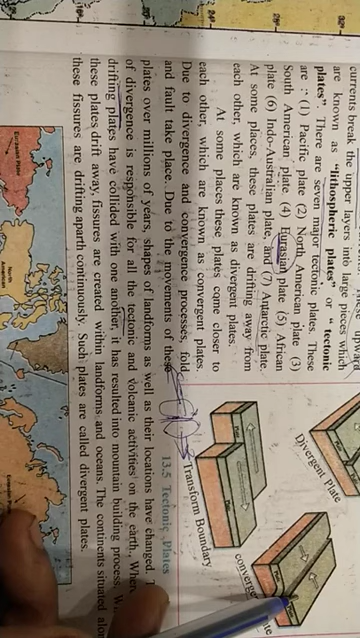 currents break the upper layers into large pieces which
are known as "lithospheric plates" or " tectonic
plates". There are seven major tectonic plates. These
are : (1) Pacific plate (2) North American plate (3)
South American plate (4) Eurasian plate (5) African
plate (6) Indo-Australian plate and (7) Antarctic plate.
At some places, these plates are drifting away from
each other, which are known as divergent plates.
At some places these plates come closer to
each other, which are known as convergent plates.
Due to divergence and convergence processes, fold
and fault take place. Due to the movements of these
plates over millions of years, shapes of landforms as well as their locations have changed.
of divergence is responsible for all the tectonic and volcanic activities on the earth.
drifting plates have collided with one another, it has resulted into mountain building process.
these plates drift away, fissures are created within landforms and oceans. The continents situated
these fissures are drifting aparth continuously. Such plates are called divergent plates.
Divergent Plate
Transform Boundary
13.5 Tectonic Plates
Eurasian Plate
North